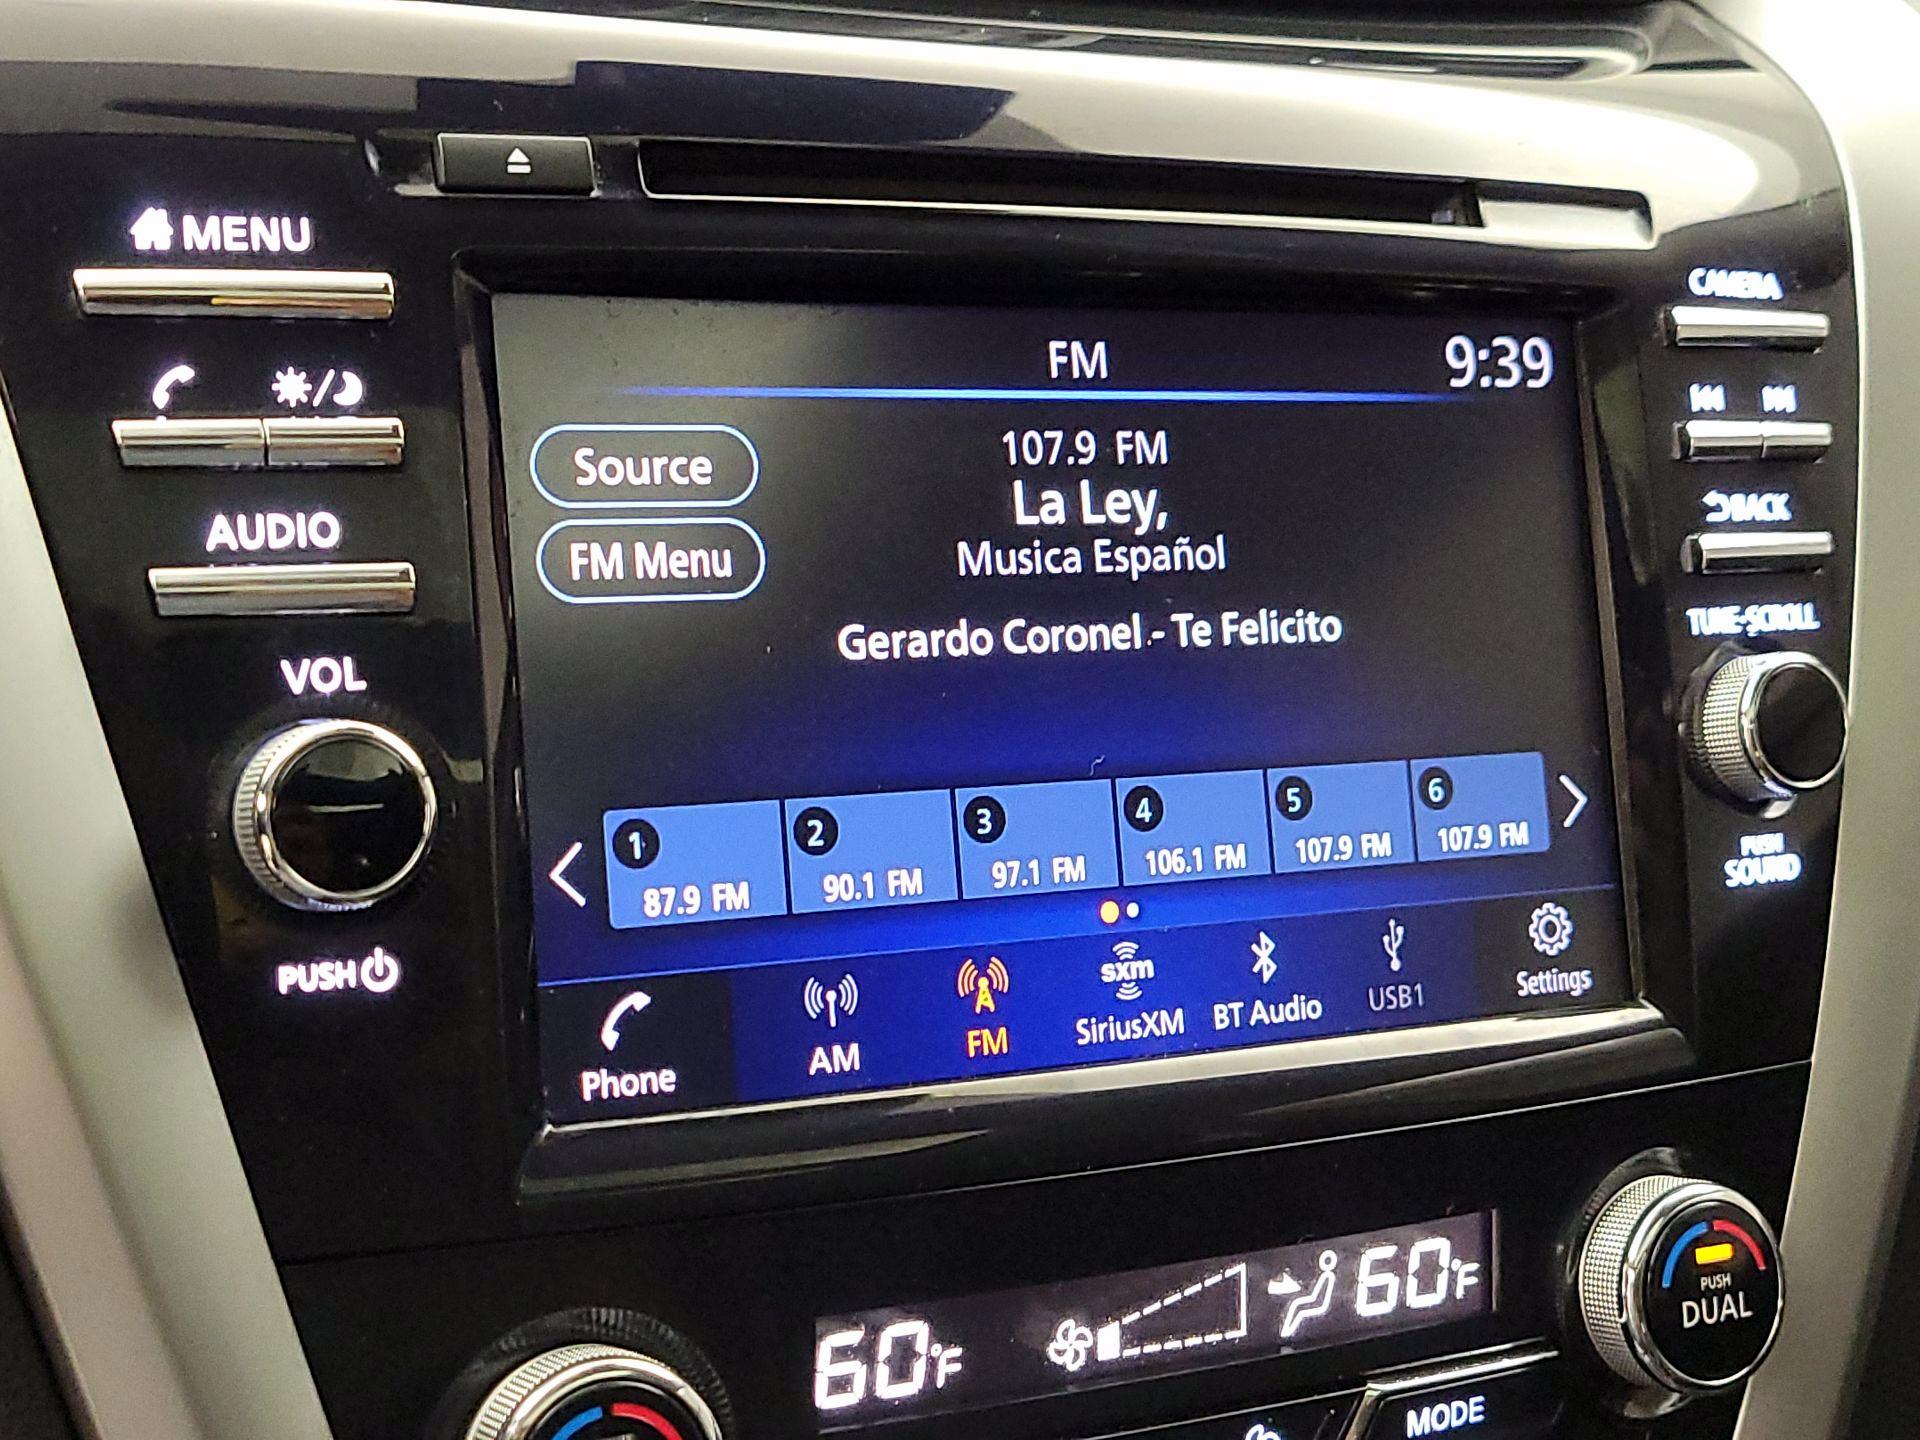 MENU
AUDIO
VOL
PUSH
CAMERA
BACK
TUNE·SCROLL
PUSH
SOUND
FM
9:39
Source
FM Menu
107.9 FM
La Ley,
Musica Español
Gerardo Coronel - Te Felicito
1 2 3 4 5 6
87.9 FM 90.1 FM 97.1 FM 106.1 FM 107.9 FM 107.9 FM
sxm
Phone AM FM SiriusXM BT Audio USB1 Settings
60°F 60°F
PUSH
DUAL
MODE